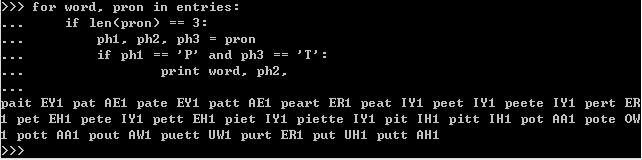 >>> for word, pron in entries:
...     if len(pron) == 3:
...         ph1, ph2, ph3 = pron
...         if ph1 == 'P' and ph3 == 'T':
...                 print word, ph2,
...
pait EY1 pat AE1 pate EY1 patt AE1 peart ER1 peat IY1 peet IY1 peete IY1 pert ER
1 pet EH1 pete IY1 pett EH1 piet IY1 piette IY1 pit IH1 pitt IH1 pot AA1 pote OW
1 pott AA1 pout AW1 puett UW1 purt ER1 put UH1 putt AH1
>>>